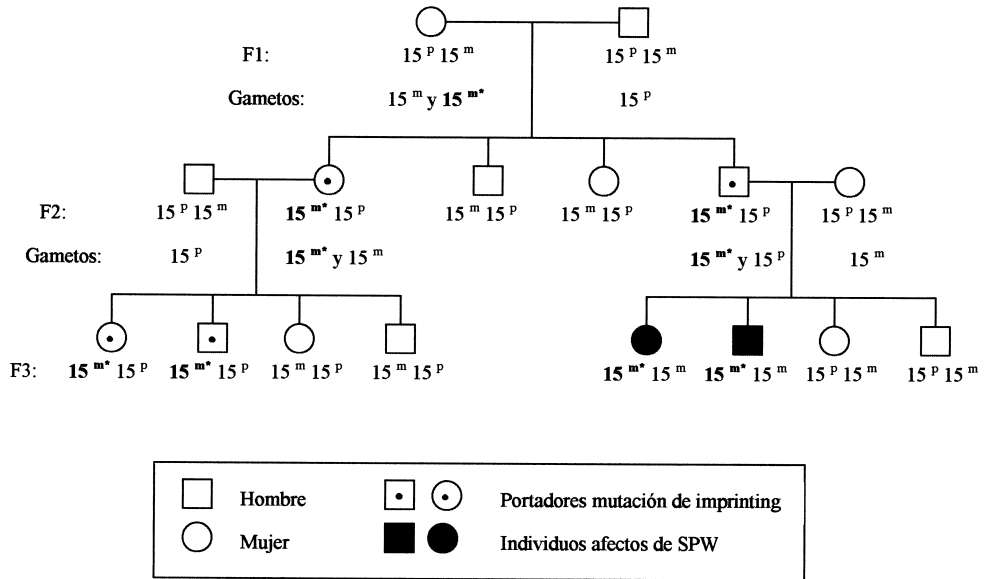 F1: 15 ᵖ 15 ᵐ 15 ᵖ 15 ᵐ
Gametos: 15 ᵐ y 15 ᵐ* 15 ᵖ
F2: 15 ᵖ 15 ᵐ 15 ᵐ* 15 ᵖ 15 ᵐ 15 ᵖ 15 ᵐ 15 ᵖ 15 ᵐ* 15 ᵖ 15 ᵖ 15 ᵐ
Gametos: 15 ᵖ 15 ᵐ* y 15 ᵐ 15 ᵐ* y 15 ᵖ 15 ᵐ
F3: 15 ᵐ* 15 ᵖ 15 ᵐ* 15 ᵖ 15 ᵐ 15 ᵖ 15 ᵐ 15 ᵖ 15 ᵐ* 15 ᵐ 15 ᵐ* 15 ᵐ 15 ᵖ 15 ᵐ 15 ᵖ 15 ᵐ
Hombre Portadores mutación de imprinting
Mujer Individuos afectos de SPW